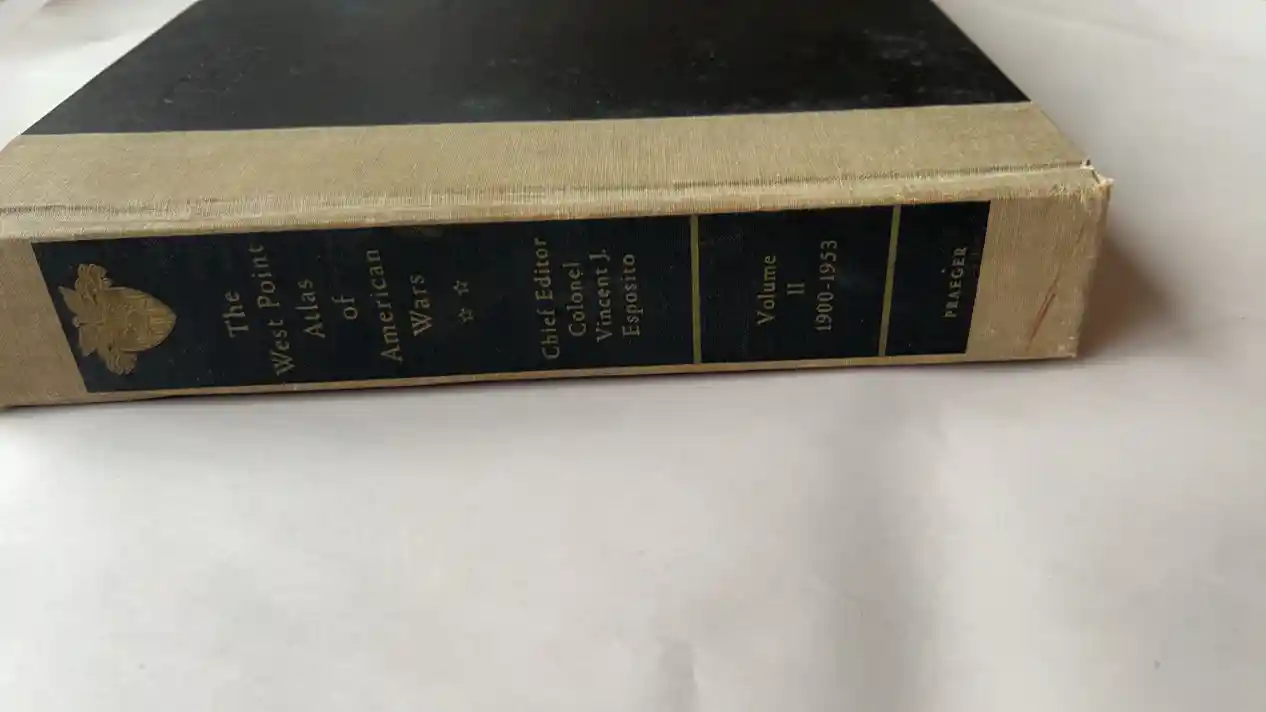 The
West Point
Atlas
of
American
Wars
☆ ☆
Chief Editor
Colonel
Vincent J.
Esposito
Volume
II
1900-1953
PRAEGER